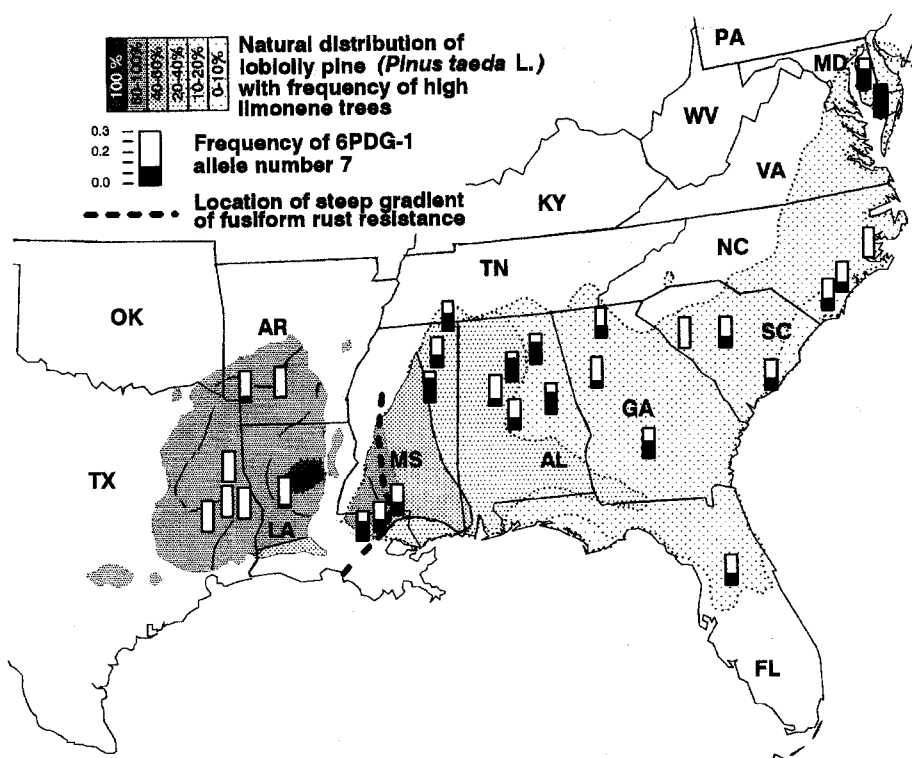 Natural distribution of
loblolly pine (Pinus taeda L.)
with frequency of high
limonene trees
100 %
60-100%
40-60%
20-40%
10-20%
0-10%
0.3
0.2
0.0
Frequency of 6PDG-1
allele number 7
Location of steep gradient
of fusiform rust resistance
PA
MD
WV
VA
KY
NC
TN
OK
AR
SC
GA
TX
MS
AL
LA
FL